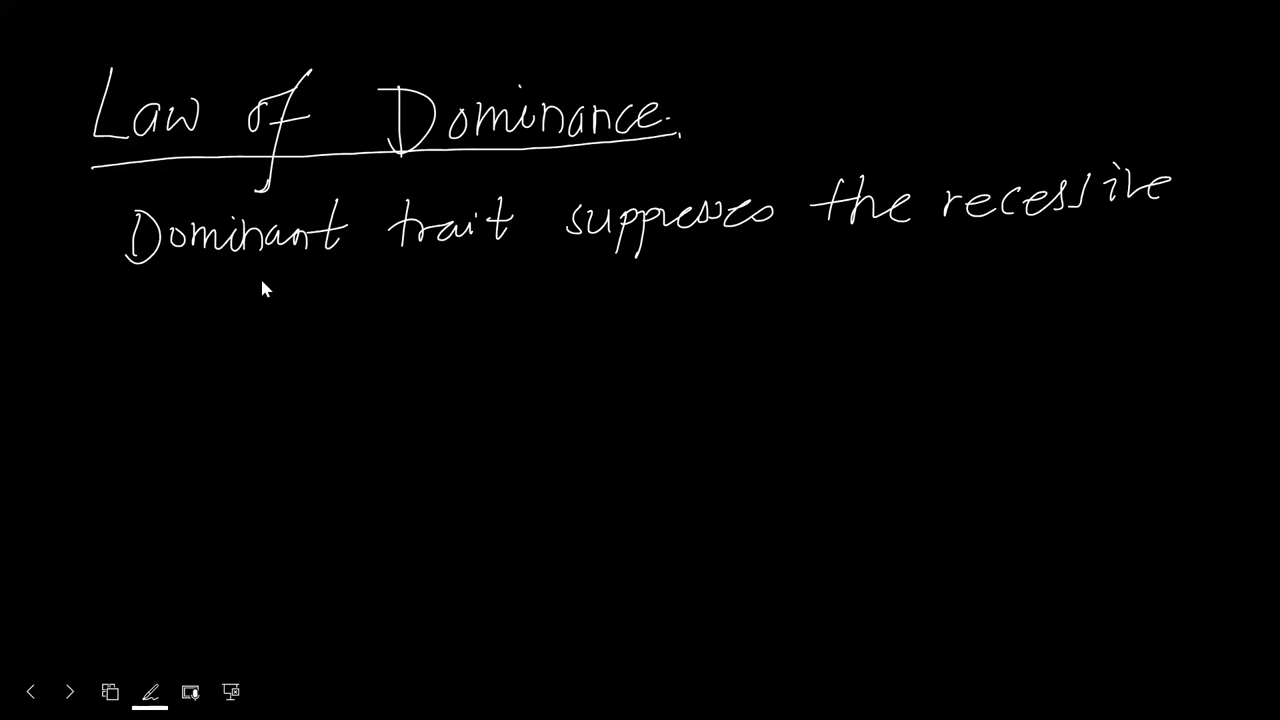 Law of Dominance.
Dominant trait suppresses the recessive